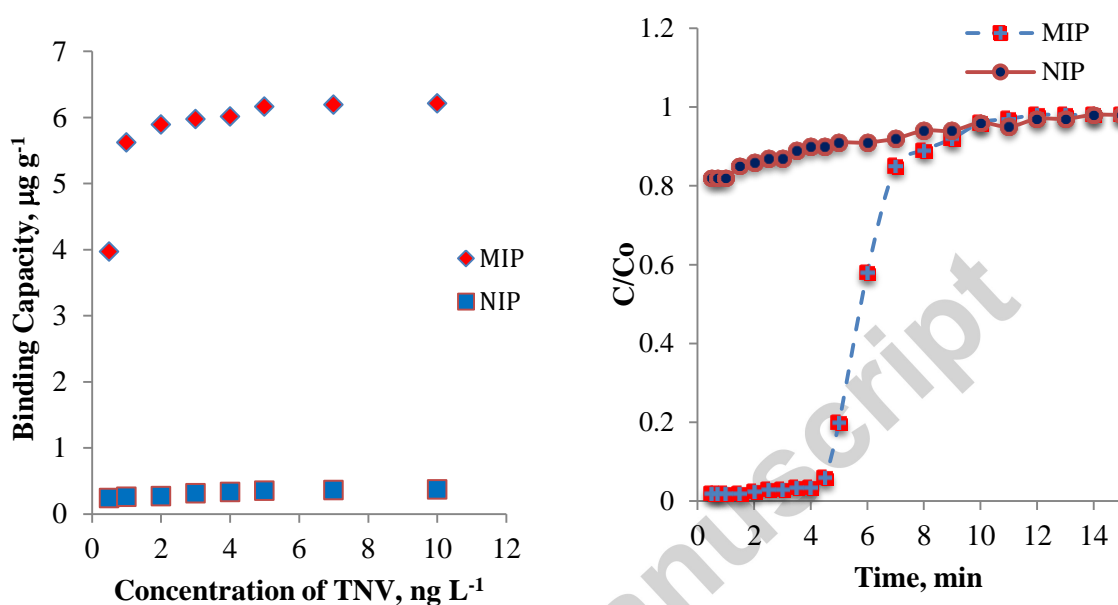 7
6
5
4
3
2
1
0
Binding Capacity, µg g-1
MIP
NIP
0 2 4 6 8 10 12
Concentration of TNV, ng L-1
1.2
1
0.8
0.6
0.4
0.2
0
C/Co
MIP
NIP
0 2 4 6 8 10 12 14
Time, min
anuscript